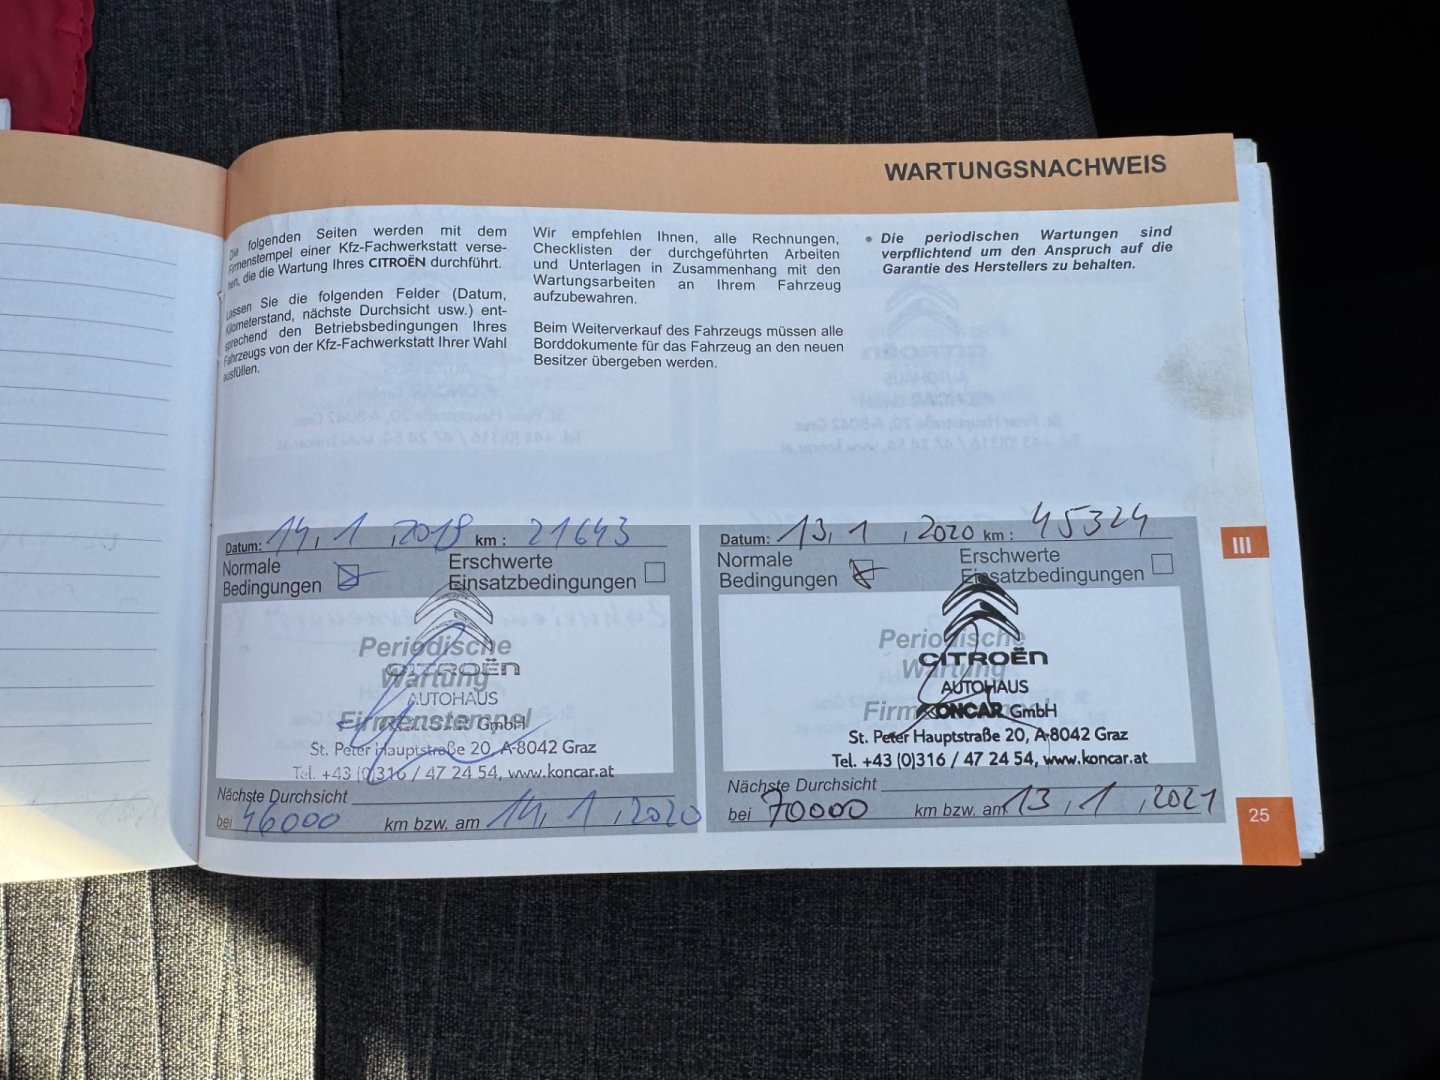 WARTUNGSNACHWEIS
Die folgenden Seiten werden mit dem
Firmenstempel einer Kfz-Fachwerkstatt verse-
hen, die die Wartung Ihres CITROËN durchführt.
Lassen Sie die folgenden Felder (Datum,
Kilometerstand, nächste Durchsicht usw.) ent-
sprechend den Betriebsbedingungen Ihres
Fahrzeugs von der Kfz-Fachwerkstatt Ihrer Wahl
ausfüllen.
Wir empfehlen Ihnen, alle Rechnungen,
Checklisten der durchgeführten Arbeiten
und Unterlagen in Zusammenhang mit den
Wartungsarbeiten an Ihrem Fahrzeug
aufzubewahren.
Beim Weiterverkauf des Fahrzeugs müssen alle
Borddokumente für das Fahrzeug an den neuen
Besitzer übergeben werden.
• Die periodischen Wartungen sind
verpflichtend um den Anspruch auf die
Garantie des Herstellers zu behalten.
Datum: 14, 1, 2019 km : 21643
Normale
Bedingungen
Erschwerte
Einsatzbedingungen
Periodische
Wartung
Firmenstempel
CITROËN
AUTOHAUS
KONCAR GmbH
St. Peter Hauptstraße 20, A-8042 Graz
Tel. +43 (0)316 / 47 24 54, www.koncar.at
Nächste Durchsicht
bei 46000 km bzw. am 14, 1, 2020
Datum: 13, 1, 2020 km : 45324
Normale
Bedingungen
Erschwerte
Einsatzbedingungen
Periodische
Wartung
CITROËN
AUTOHAUS
KONCAR GmbH
St. Peter Hauptstraße 20, A-8042 Graz
Tel. +43 (0)316 / 47 24 54, www.koncar.at
Nächste Durchsicht
bei 70000 km bzw. am 13, 1, 2021
III
25